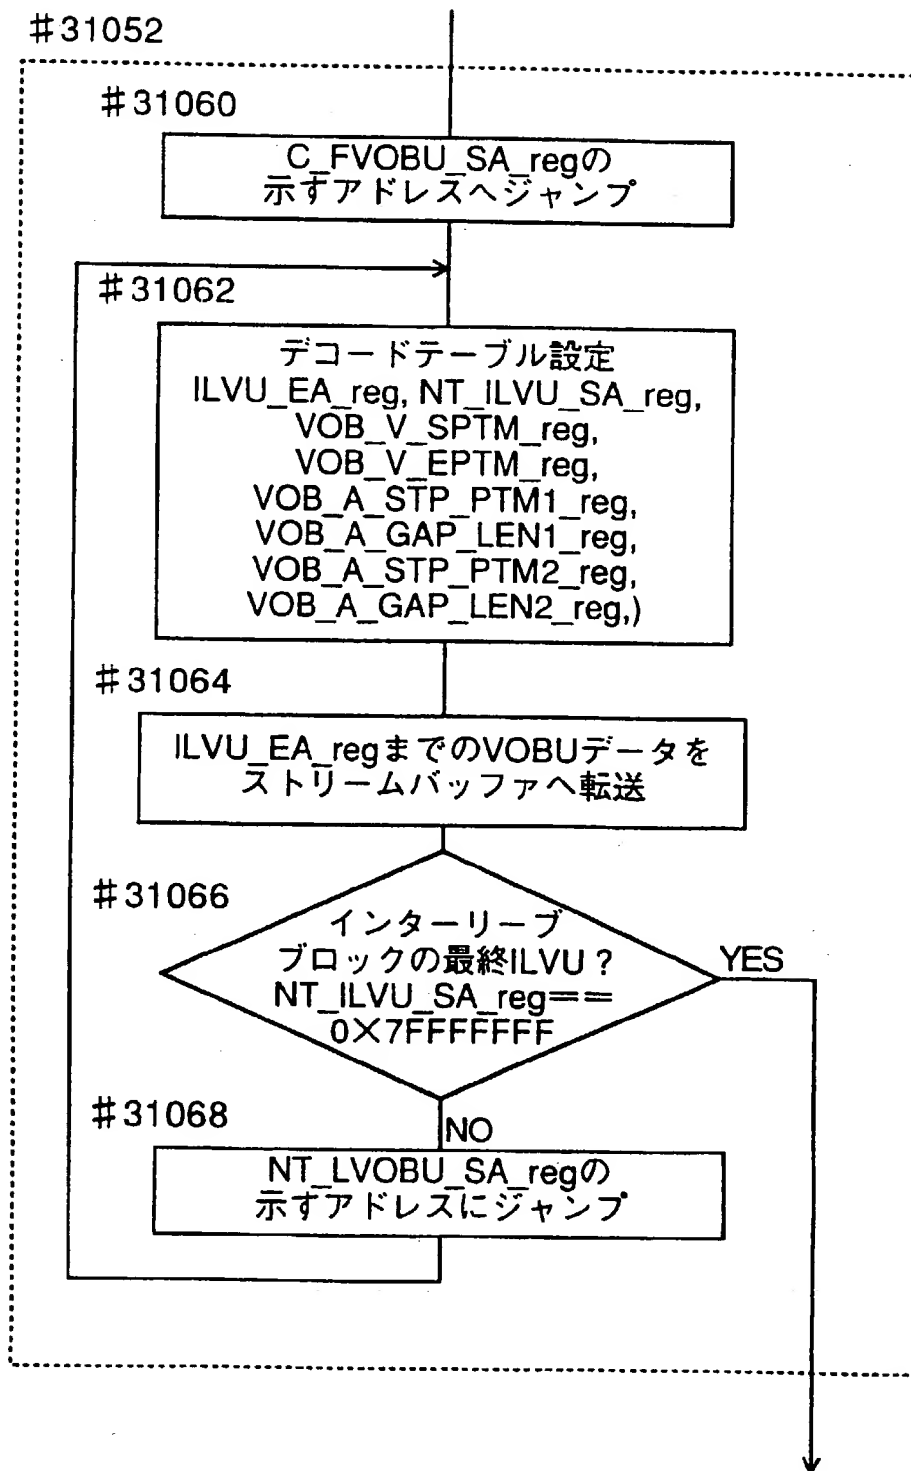 #31052
#31060
C_FVOBU_SA_regの
示すアドレスへジャンプ
#31062
デコードテーブル設定
ILVU_EA_reg, NT_ILVU_SA_reg,
VOB_V_SPTM_reg,
VOB_V_EPTM_reg,
VOB_A_STP_PTM1_reg,
VOB_A_GAP_LEN1_reg,
VOB_A_STP_PTM2_reg,
VOB_A_GAP_LEN2_reg,)
#31064
ILVU_EA_regまでのVOBUデータを
ストリームバッファへ転送
#31066
インターリーブ
ブロックの最終ILVU?
NT_ILVU_SA_reg==
0×7FFFFFFF
YES
#31068
NO
NT_LVOBU_SA_regの
示すアドレスにジャンプ